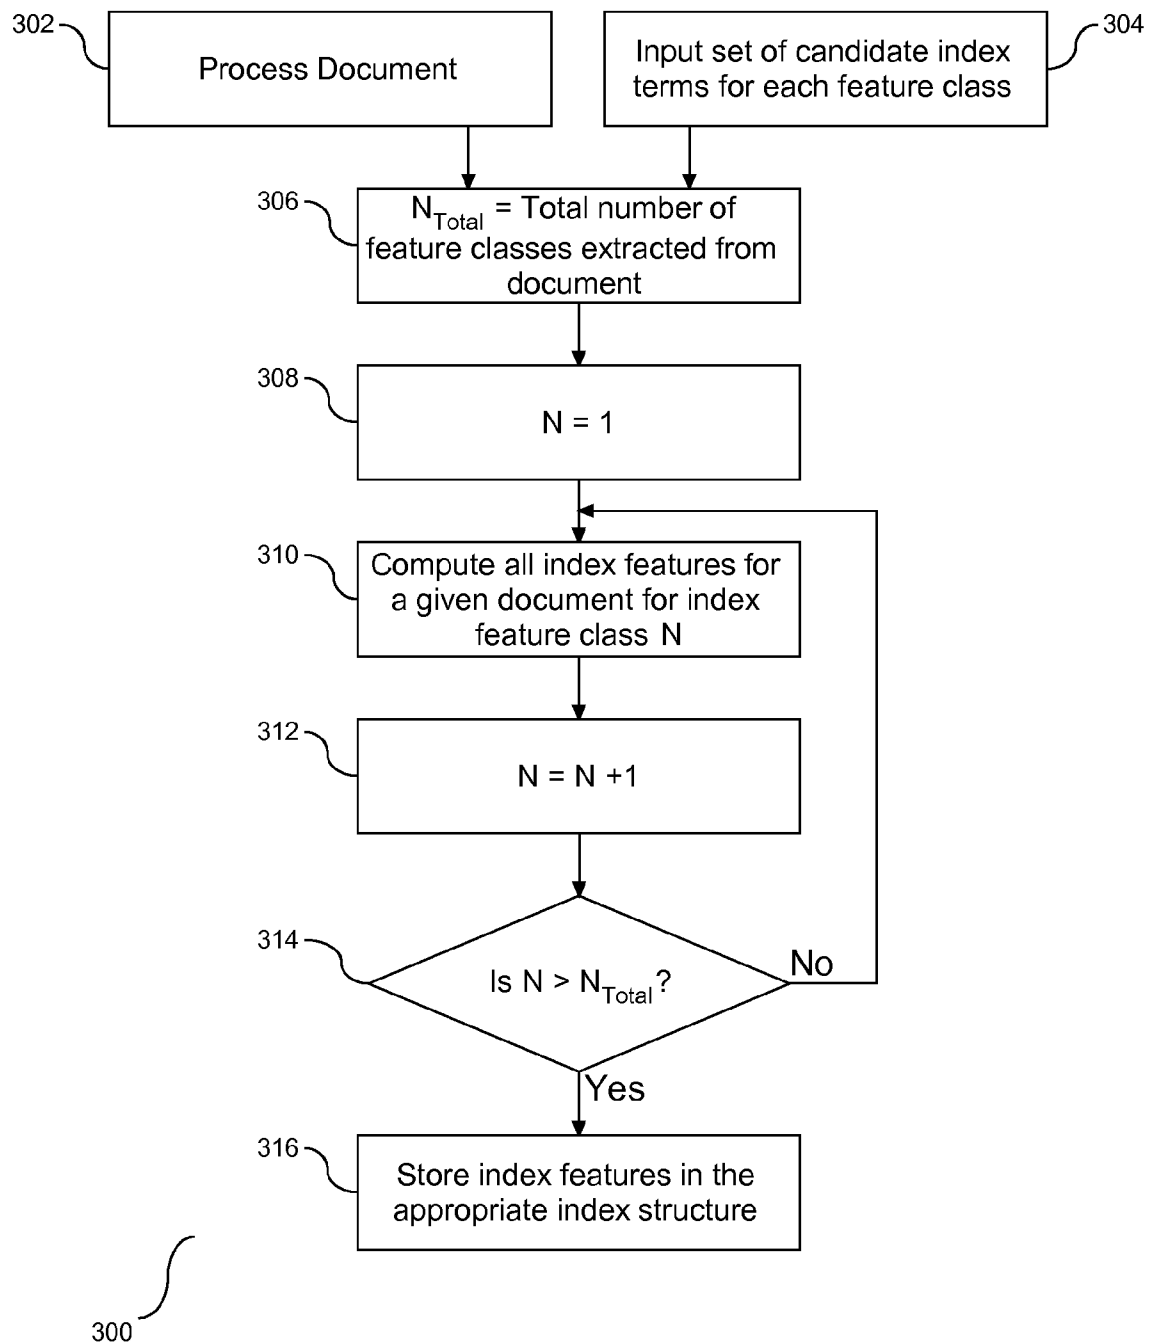 302
Process Document
Input set of candidate index
terms for each feature class
304
306
N_Total = Total number of
feature classes extracted from
document
308
N = 1
310
Compute all index features for
a given document for index
feature class N
312
N = N +1
314
Is N > N_Total?
No
Yes
316
Store index features in the
appropriate index structure
300